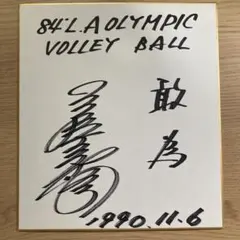 84' L.A OLYMPIC
VOLLEY BALL
敢為
1990.11.6